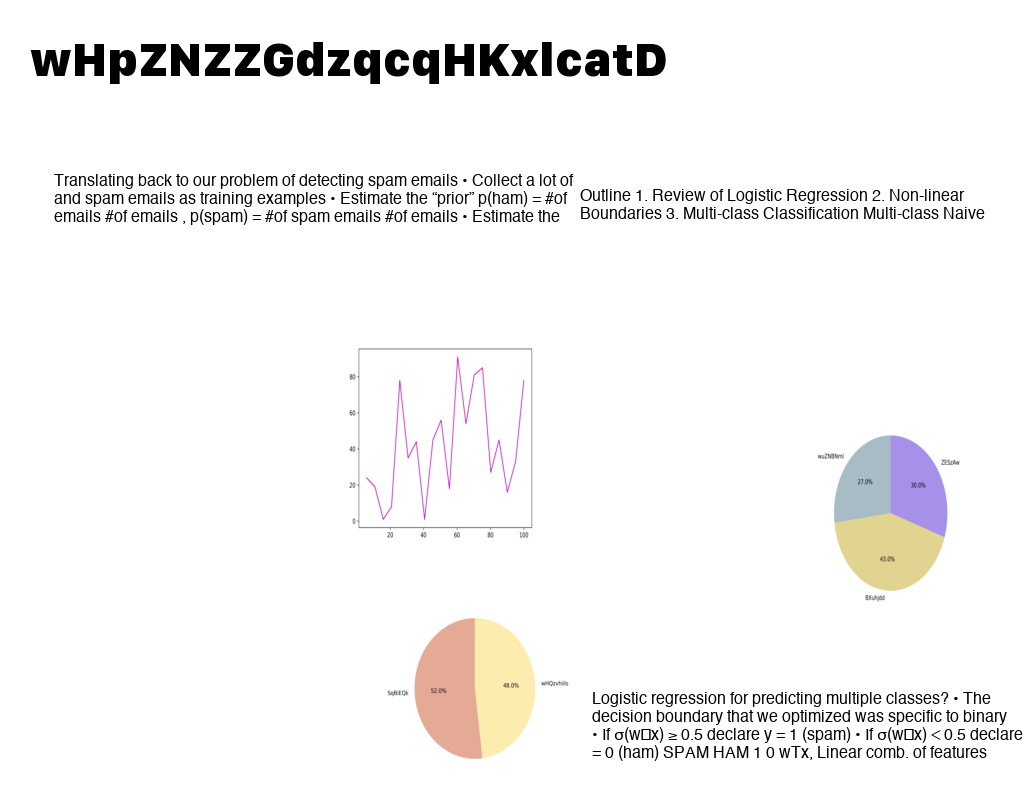 wHpZNZZGdzqcqHKxlcatD
Translating back to our problem of detecting spam emails • Collect a lot of
and spam emails as training examples • Estimate the “prior” p(ham) = #of
emails #of emails , p(spam) = #of spam emails #of emails • Estimate the
Outline 1. Review of Logistic Regression 2. Non-linear
Boundaries 3. Multi-class Classification Multi-class Naive
80
60
40
20
0
20 40 60 80 100
wuZNBNmI
ZESzAw
27.0%
30.0%
43.0%
BXuhjdd
SqBiEQk
52.0%
48.0%
Logistic regression for predicting multiple classes? • The
decision boundary that we optimized was specific to binary
• If σ(w□x) ≥ 0.5 declare y = 1 (spam) • If σ(w□x) < 0.5 declare
= 0 (ham) SPAM HAM 1 0 wTx, Linear comb. of features